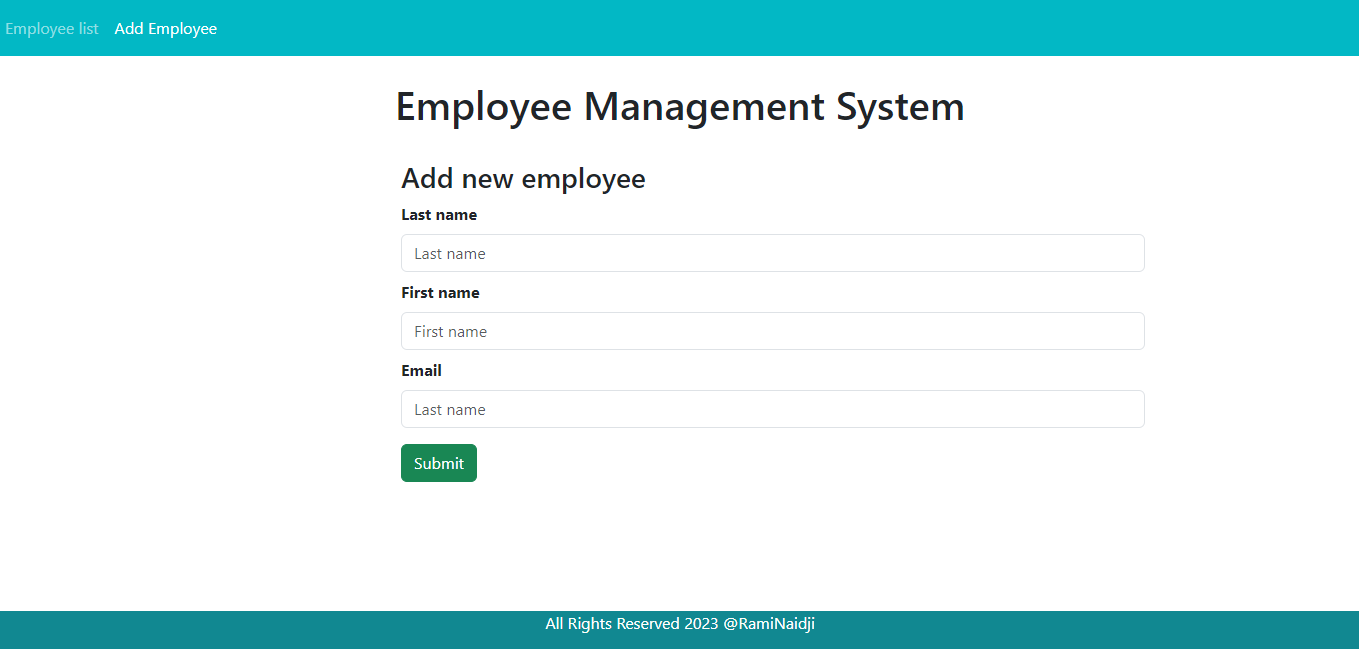 Employee list Add Employee
Employee Management System
Add new employee
Last name
Last name
First name
First name
Email
Last name
Submit
All Rights Reserved 2023 @RamiNaidji